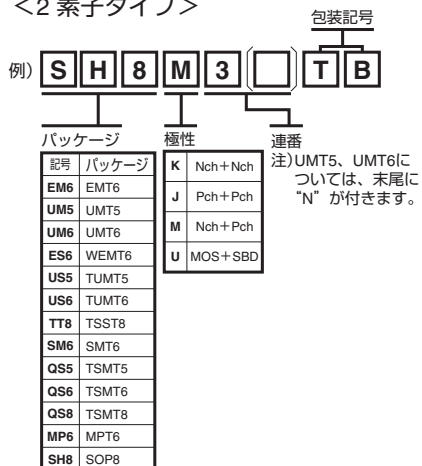 <2 素子タイプ>
包装記号
例) S H 8 M 3 ( □ ) T B
パッケージ
記号 パッケージ
EM6 EMT6
UM5 UMT5
UM6 UMT6
ES6 WEMT6
US5 TUMT5
US6 TUMT6
TT8 TSST8
SM6 SMT6
QS5 TSMT5
QS6 TSMT6
QS8 TSMT8
MP6 MPT6
SH8 SOP8
極性
K Nch+Nch
J Pch+Pch
M Nch+Pch
U MOS+SBD
連番
注)UMT5、UMT6に
ついては、末尾に
“N”が付きます。